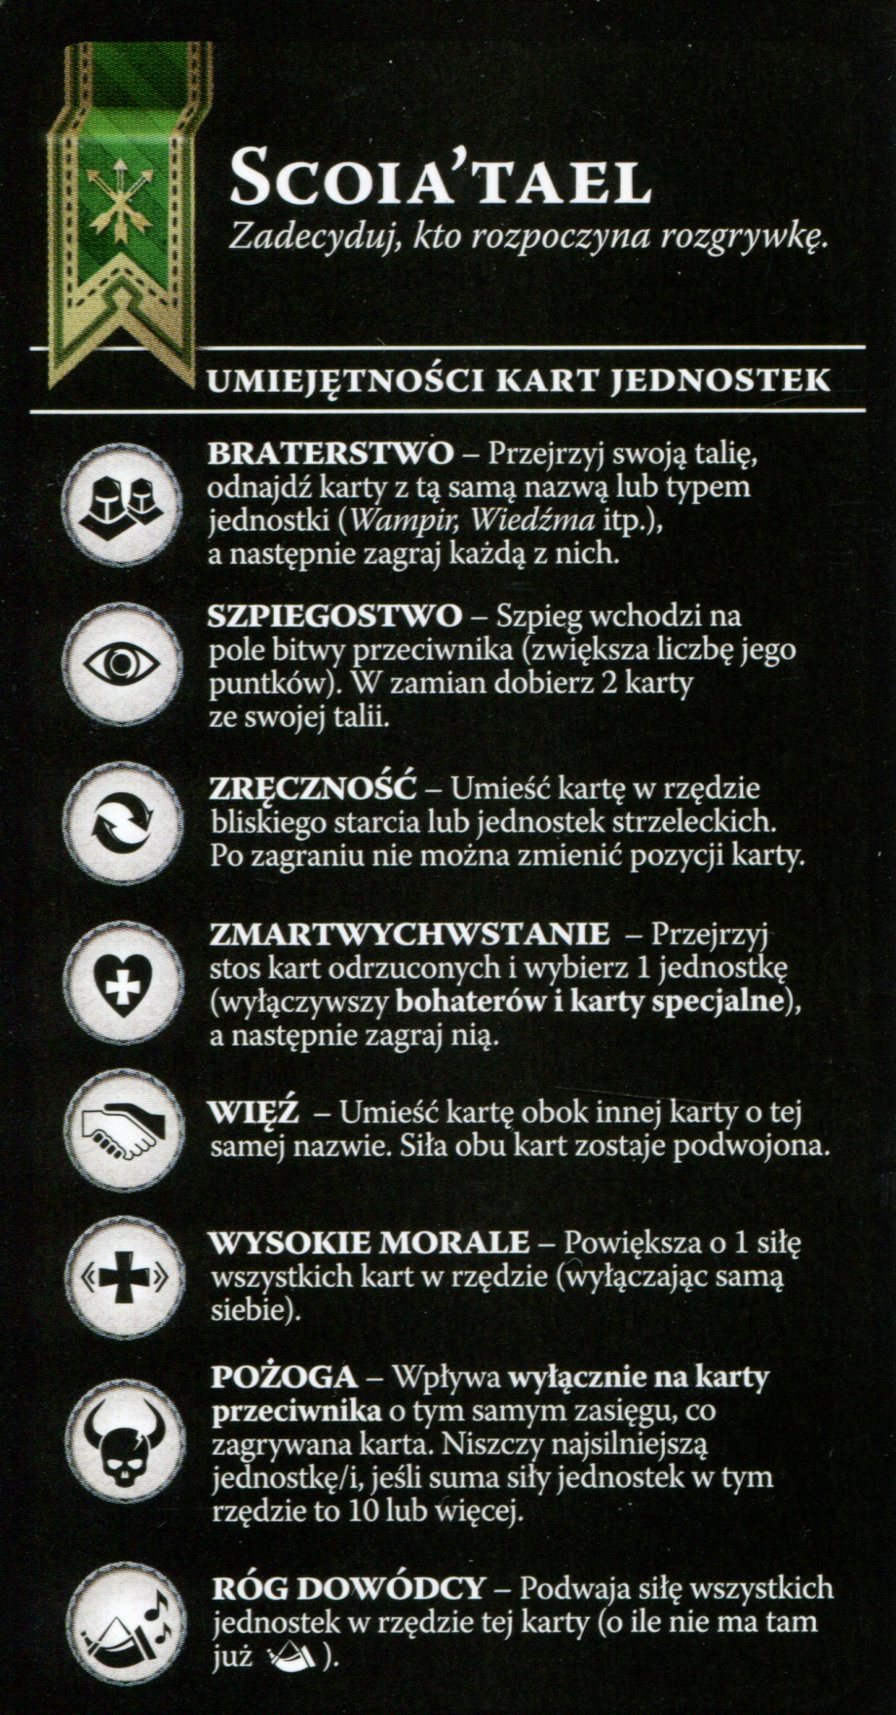 Scoia'tael
Zadecyduj, kto rozpoczyna rozgrywkę.
UMIEJĘTNOŚCI KART JEDNOSTEK
BRATERSTWO – Przejrzyj swoją talię,
odnajdź karty z tą samą nazwą lub typem
jednostki (Wampir, Wiedźma itp.),
a następnie zagraj każdą z nich.
SZPIEGOSTWO – Szpieg wchodzi na
pole bitwy przeciwnika (zwiększa liczbę jego
puntków). W zamian dobierz 2 karty
ze swojej talii.
ZRĘCZNOŚĆ – Umieść kartę w rzędzie
bliskiego starcia lub jednostek strzeleckich.
Po zagraniu nie można zmienić pozycji karty.
ZMARTWYCHWSTANIE – Przejrzyj
stos kart odrzuconych i wybierz 1 jednostkę
(wyłączywszy bohaterów i karty specjalne),
a następnie zagraj nią.
WIĘŹ – Umieść kartę obok innej karty o tej
samej nazwie. Siła obu kart zostaje podwojona.
WYSOKIE MORALE – Powiększa o 1 siłę
wszystkich kart w rzędzie (wyłączając samą
siebie).
POŻOGA – Wpływa wyłącznie na karty
przeciwnika o tym samym zasięgu, co
zagrywana karta. Niszczy najsilniejszą
jednostkę/i, jeśli suma siły jednostek w tym
rzędzie to 10 lub więcej.
RÓG DOWÓDCY – Podwaja siłę wszystkich
jednostek w rzędzie tej karty (o ile nie ma tam
już ).